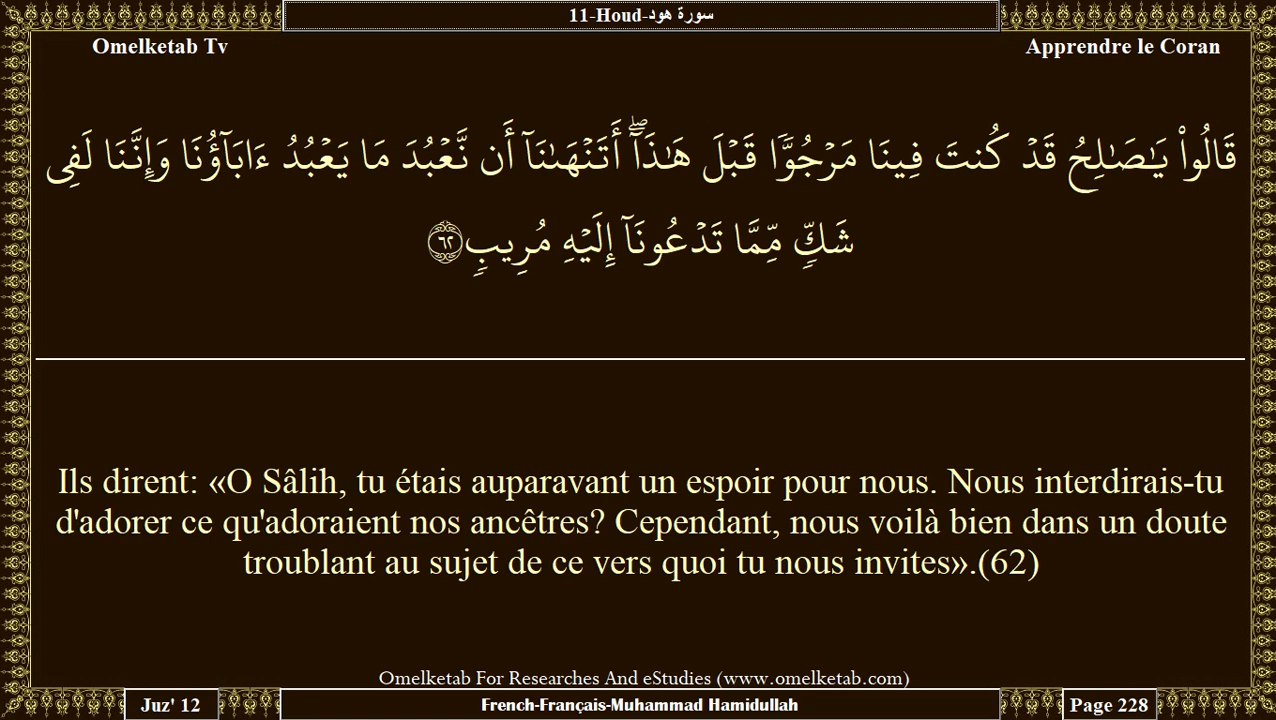 11-Houd-سورة هود
Omelketab Tv
Apprendre le Coran
قَالُوا۟ يَـٰصَـٰلِحُ قَدْ كُنتَ فِينَا مَرْجُوًّا قَبْلَ هَـٰذَآ ۖ أَتَنْهَىٰنَآ أَن نَّعْبُدَ مَا يَعْبُدُ ءَابَآؤُنَا وَإِنَّنَا لَفِى
شَكٍّ مِّمَّا تَدْعُونَآ إِلَيْهِ مُرِيبٍ ٦٢
Ils dirent: «O Sâlih, tu étais auparavant un espoir pour nous. Nous interdirais-tu
d'adorer ce qu'adoraient nos ancêtres? Cependant, nous voilà bien dans un doute
troublant au sujet de ce vers quoi tu nous invites».(62)
Omelketab For Researches And eStudies (www.omelketab.com)
Juz' 12
French-Français-Muhammad Hamidullah
Page 228